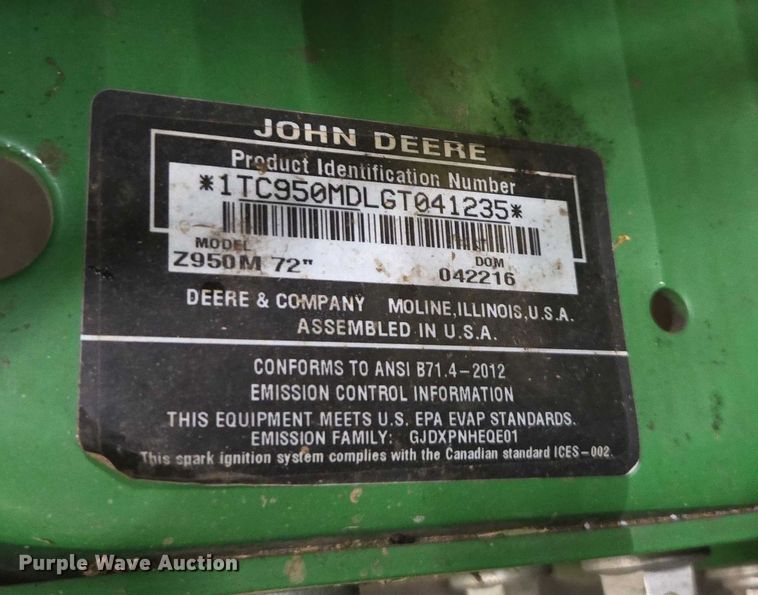 JOHN DEERE
Product Identification Number
*1TC950MDLGT041235*
MODEL DOM
Z950M 72" 042216
DEERE & COMPANY MOLINE, ILLINOIS, U.S.A.
ASSEMBLED IN U.S.A.
CONFORMS TO ANSI B71.4-2012
EMISSION CONTROL INFORMATION
THIS EQUIPMENT MEETS U.S. EPA EVAP STANDARDS.
EMISSION FAMILY: GJDXPNHEQE01
This spark ignition system complies with the Canadian standard ICES-002.
Purple Wave Auction